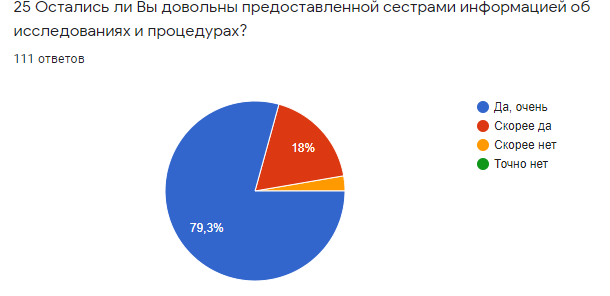 25 Остались ли Вы довольны предоставленной сестрами информацией об
исследованиях и процедурах?
111 ответов
Да, очень
Скорее да
Скорее нет
Точно нет
18%
79,3%